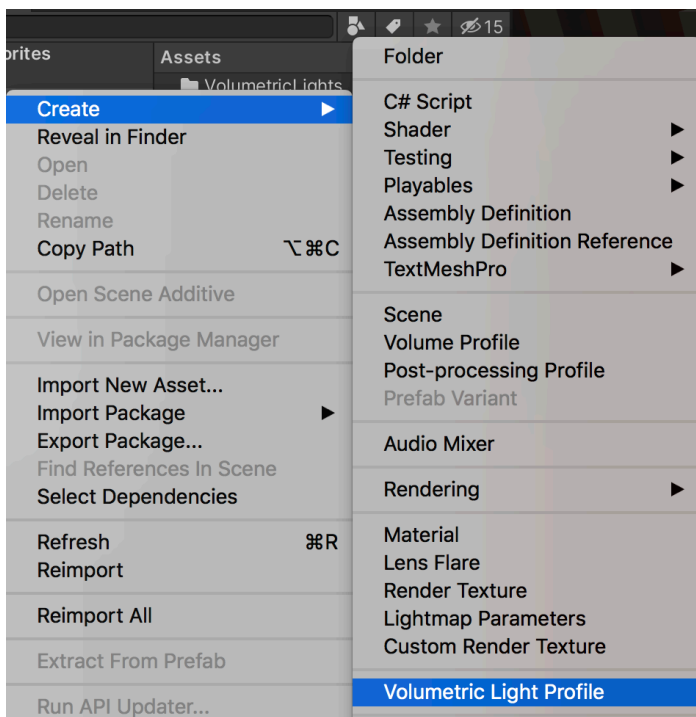 15
Assets
VolumetricLights
Create
Reveal in Finder
Open
Delete
Rename
Copy Path ⌥⌘C
Open Scene Additive
View in Package Manager
Import New Asset...
Import Package
Export Package...
Find References In Scene
Select Dependencies
Refresh ⌘R
Reimport
Reimport All
Extract From Prefab
Run API Updater...
Folder
C# Script
Shader
Testing
Playables
Assembly Definition
Assembly Definition Reference
TextMeshPro
Scene
Volume Profile
Post-processing Profile
Prefab Variant
Audio Mixer
Rendering
Material
Lens Flare
Render Texture
Lightmap Parameters
Custom Render Texture
Volumetric Light Profile